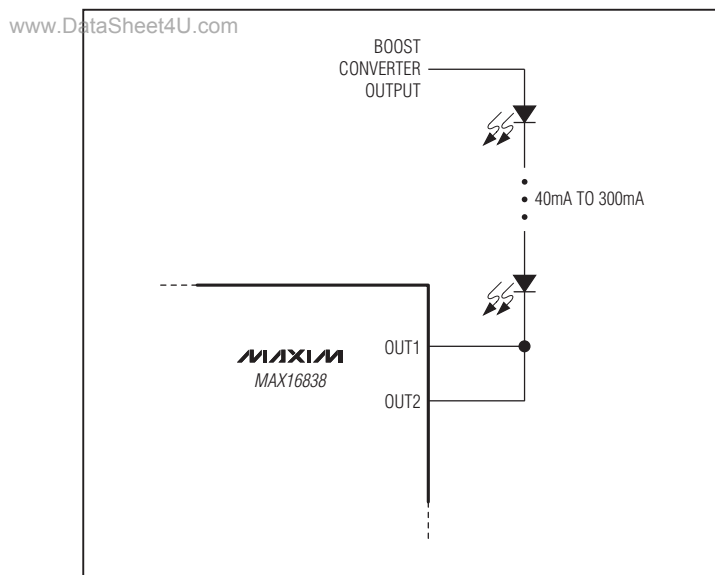 www.DataSheet4U.com
BOOST
CONVERTER
OUTPUT
40mA TO 300mA
OUT1
MAXIM
MAX16838
OUT2